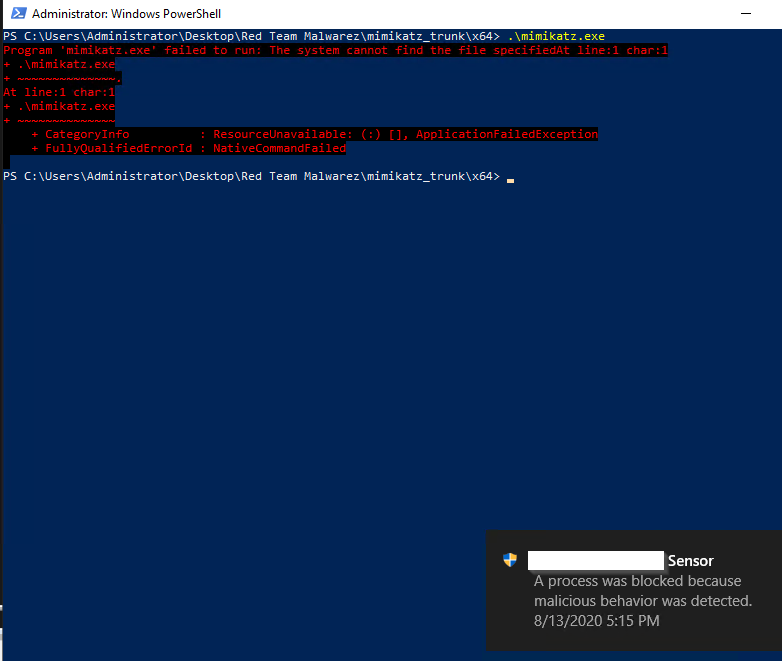 Administrator: Windows PowerShell
PS C:\Users\Administrator\Desktop\Red Team Malwarez\mimikatz_trunk\x64> .\mimikatz.exe
Program 'mimikatz.exe' failed to run: The system cannot find the file specifiedAt line:1 char:1
+ .\mimikatz.exe
+ ~~~~~~~~~~~~~~.
At line:1 char:1
+ .\mimikatz.exe
+ ~~~~~~~~~~~~~~
    + CategoryInfo          : ResourceUnavailable: (:) [], ApplicationFailedException
    + FullyQualifiedErrorId : NativeCommandFailed
PS C:\Users\Administrator\Desktop\Red Team Malwarez\mimikatz_trunk\x64>
Sensor
A process was blocked because
malicious behavior was detected.
8/13/2020 5:15 PM